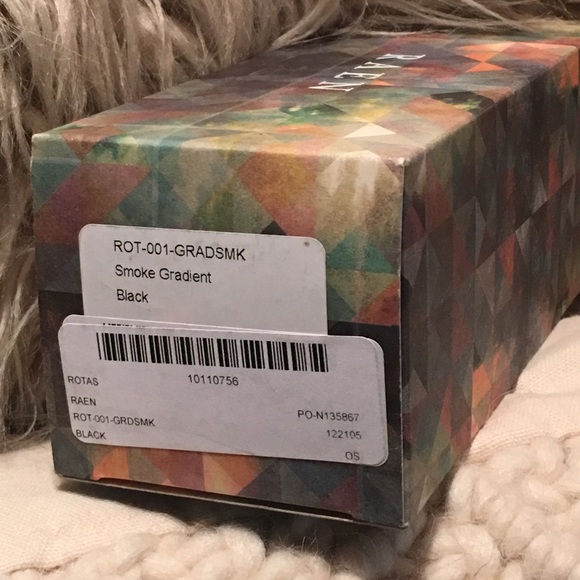 RAEN
ROT-001-GRADSMK
Smoke Gradient
Black
10110756
ROTAS
RAEN
ROT-001-GRDSMK PO-N135867
BLACK 122105
OS